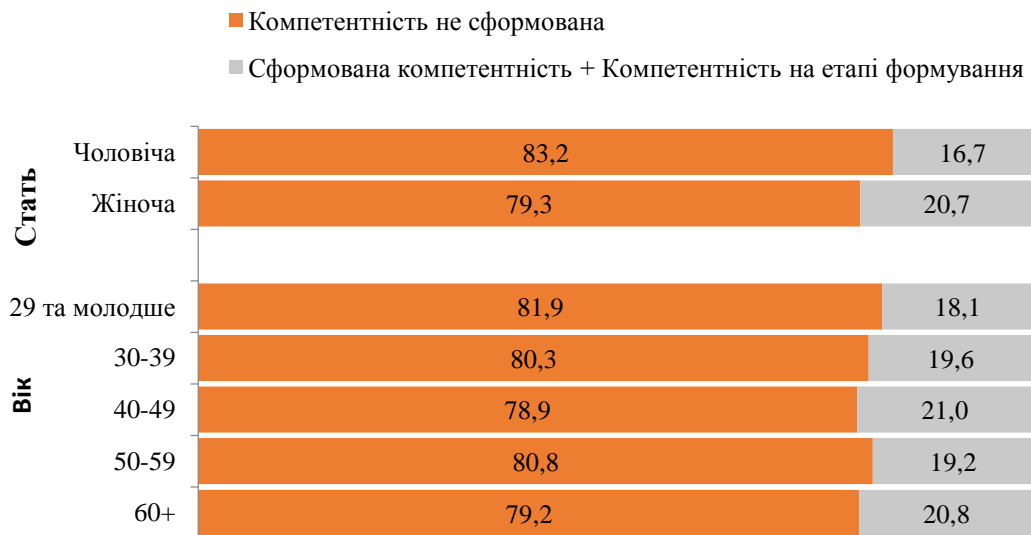 Компетентність не сформована
Сформована компетентність + Компетентність на етапі формування
Стать
Чоловіча 83,2 16,7
Жіноча 79,3 20,7
Вік
29 та молодше 81,9 18,1
30-39 80,3 19,6
40-49 78,9 21,0
50-59 80,8 19,2
60+ 79,2 20,8